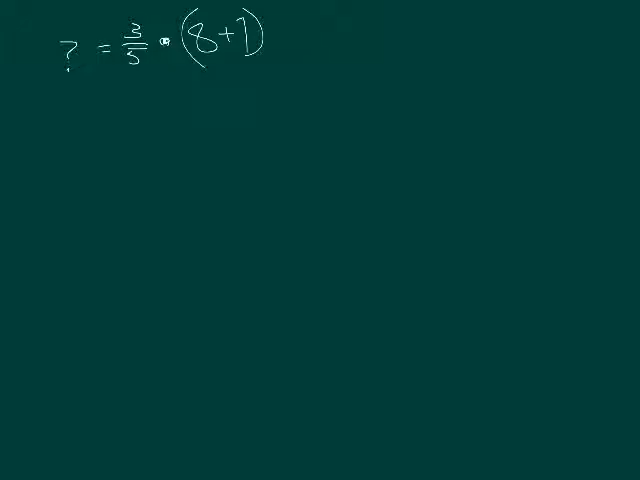 ? = 3/5 • (8+1)